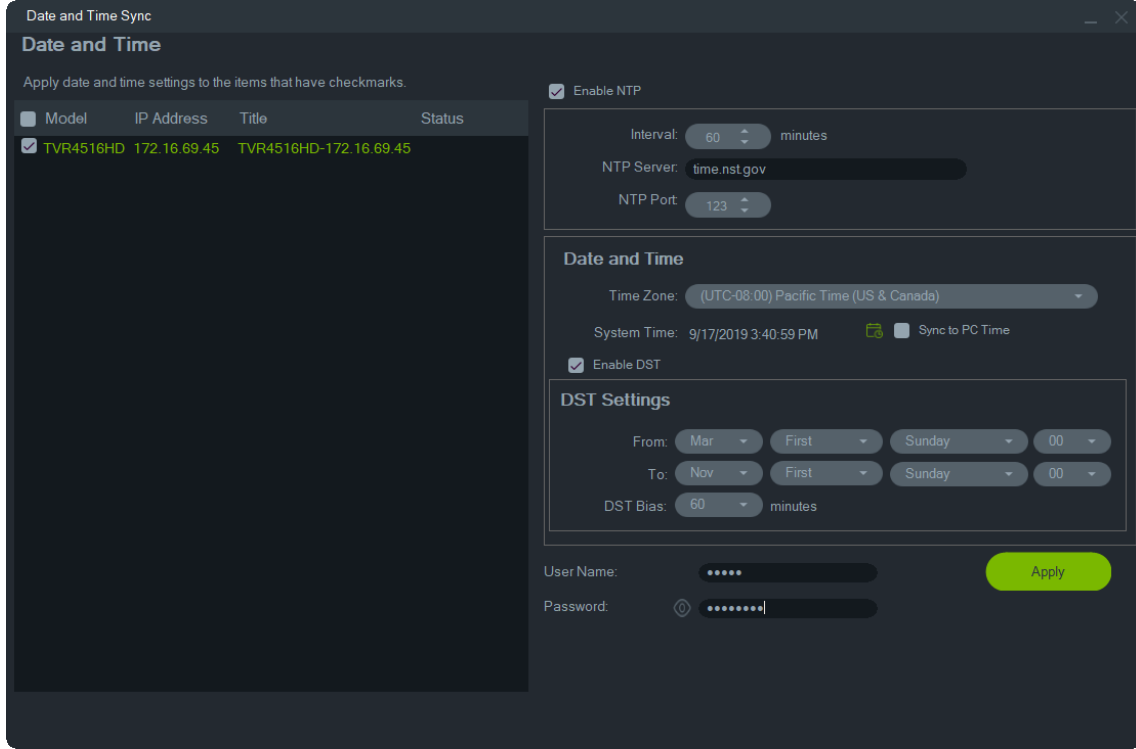 Date and Time Sync
Date and Time
Apply date and time settings to the items that have checkmarks.
Model IP Address Title Status
TVR4516HD 172.16.69.45 TVR4516HD-172.16.69.45
Enable NTP
Interval: 60 minutes
NTP Server: time.nst.gov
NTP Port: 123
Date and Time
Time Zone: (UTC-08:00) Pacific Time (US & Canada)
System Time: 9/17/2019 3:40:59 PM Sync to PC Time
Enable DST
DST Settings
From: Mar First Sunday 00
To: Nov First Sunday 00
DST Bias: 60 minutes
User Name: •••••
Apply
Password: ••••••••